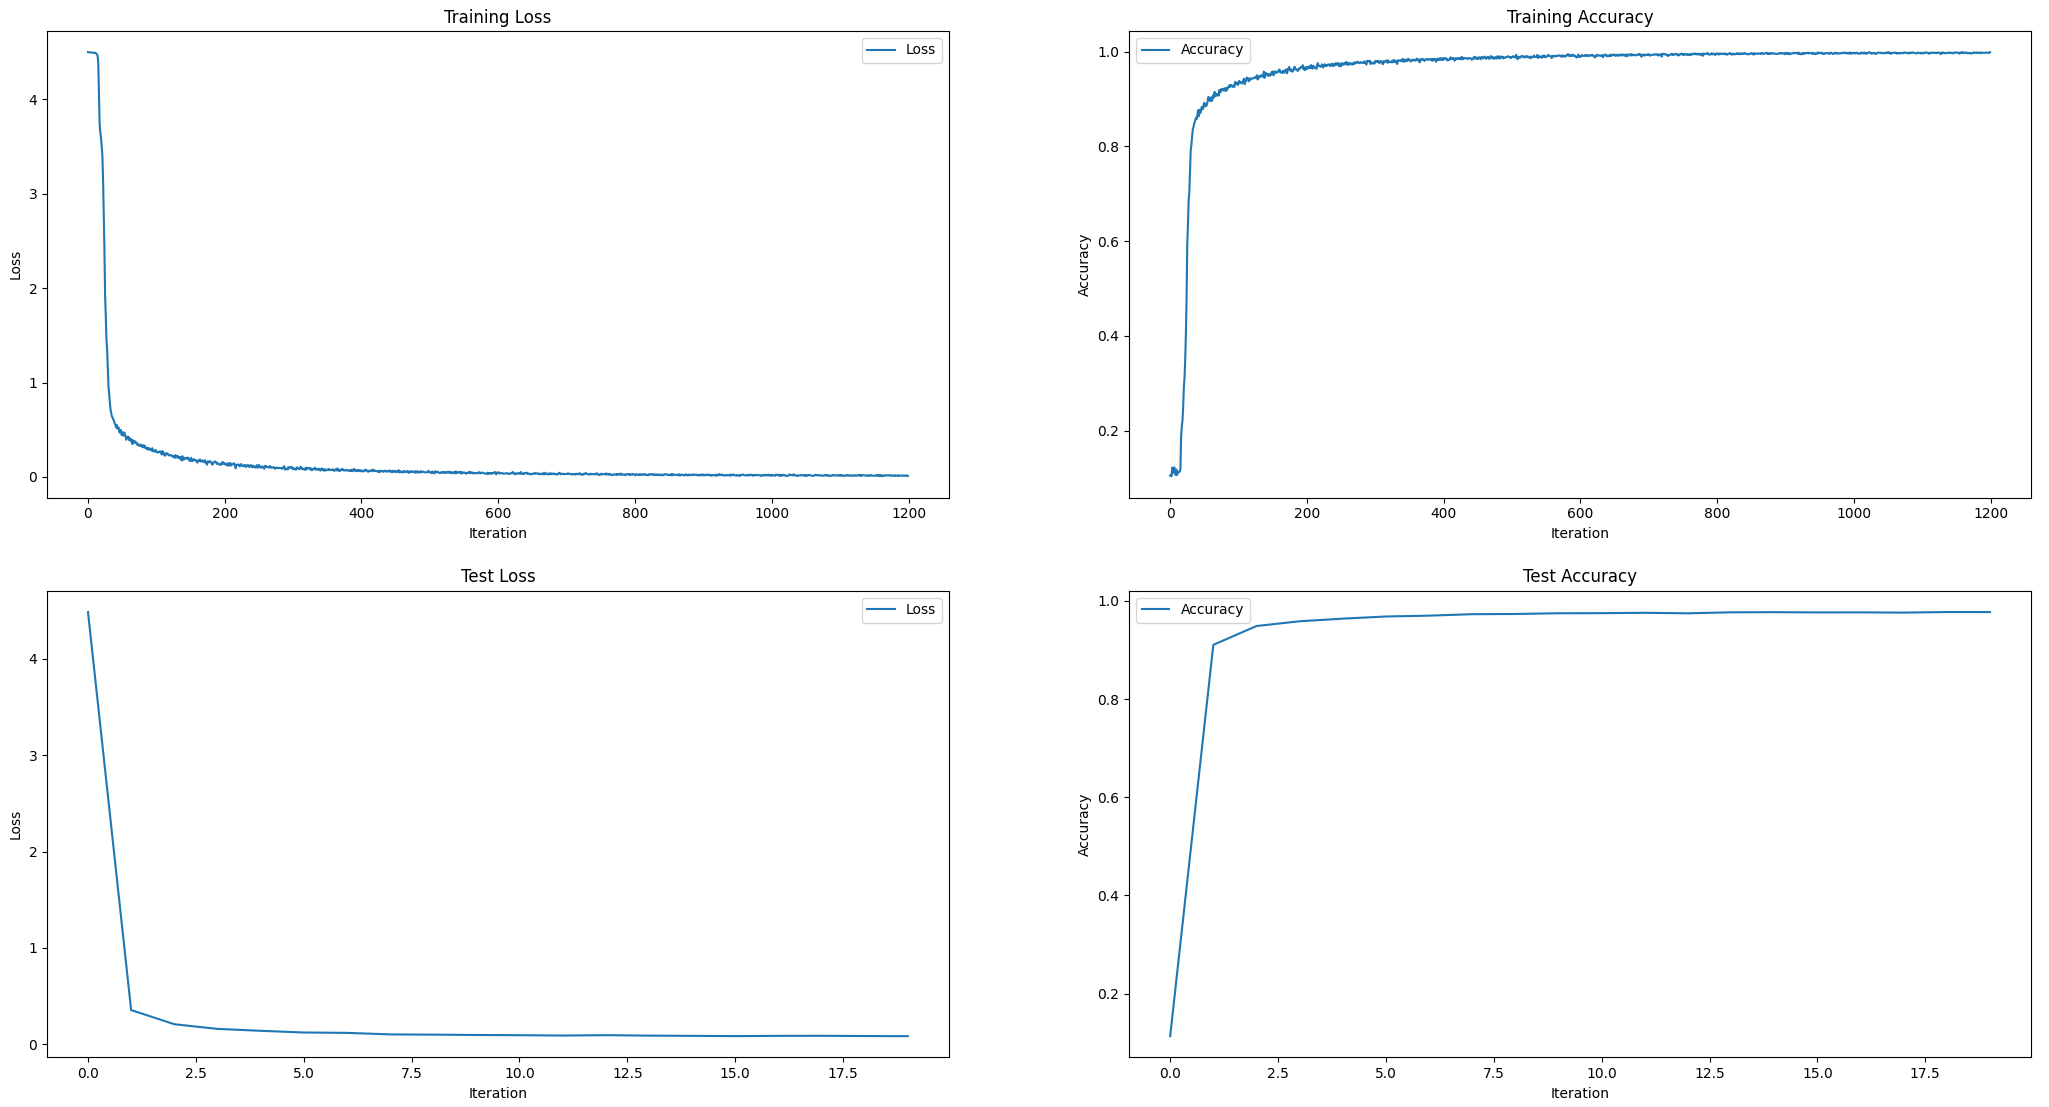 Training Loss
Loss
4
3
2
1
0
Loss
0 200 400 600 800 1000 1200
Iteration
Training Accuracy
Accuracy
1.0
0.8
0.6
0.4
0.2
Accuracy
0 200 400 600 800 1000 1200
Iteration
Test Loss
Loss
4
3
2
1
0
Loss
0.0 2.5 5.0 7.5 10.0 12.5 15.0 17.5
Iteration
Test Accuracy
Accuracy
1.0
0.8
0.6
0.4
0.2
Accuracy
0.0 2.5 5.0 7.5 10.0 12.5 15.0 17.5
Iteration